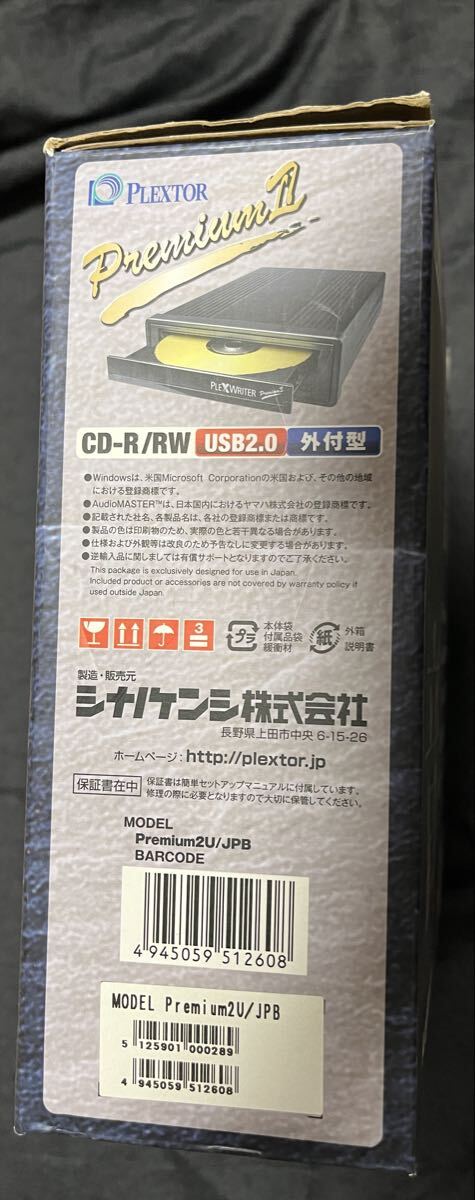 PLEXTOR
Premium II
PLEXWRITER Premium II
CD-R/RW USB2.0 外付型
●Windowsは、米国Microsoft Corporationの米国および、その他の地域
における登録商標です。
●AudioMASTER™は、日本国内におけるヤマハ株式会社の登録商標です。
●記載された社名、各製品名は、各社の登録商標または商標です。
●製品の色は印刷物のため、実際の色と若干異なる場合があります。
●仕様および外観等は改良のため予告なしに変更する場合があります。
●逆輸入品に関しましては有償サポートとなりますのでご了承ください。
This package is exclusively designed for use in Japan.
Included product or accessories are not covered by warranty policy if
used outside Japan.
3
プラ
本体袋
付属品袋
緩衝材
紙
外箱
説明書
製造・販売元
シナノケンシ株式会社
長野県上田市中央 6-15-26
ホームページ：http://plextor.jp
保証書在中
保証書は簡単セットアップマニュアルに付属しています。
修理の際に必要となりますので大切に保管してください。
MODEL
Premium2U/JPB
BARCODE
4 945059 512608
MODEL Premium2U/JPB
5 125901 000289
4 945059 512608